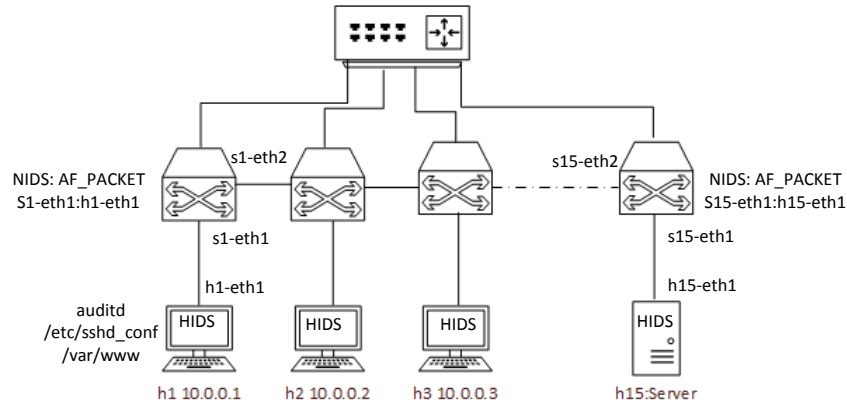 s1-eth2
s15-eth2
NIDS: AF_PACKET
S1-eth1:h1-eth1
NIDS: AF_PACKET
S15-eth1:h15-eth1
s1-eth1
s15-eth1
h1-eth1
h15-eth1
auditd
/etc/sshd_conf
/var/www
HIDS
HIDS
HIDS
HIDS
h1 10.0.0.1
h2 10.0.0.2
h3 10.0.0.3
h15:Server